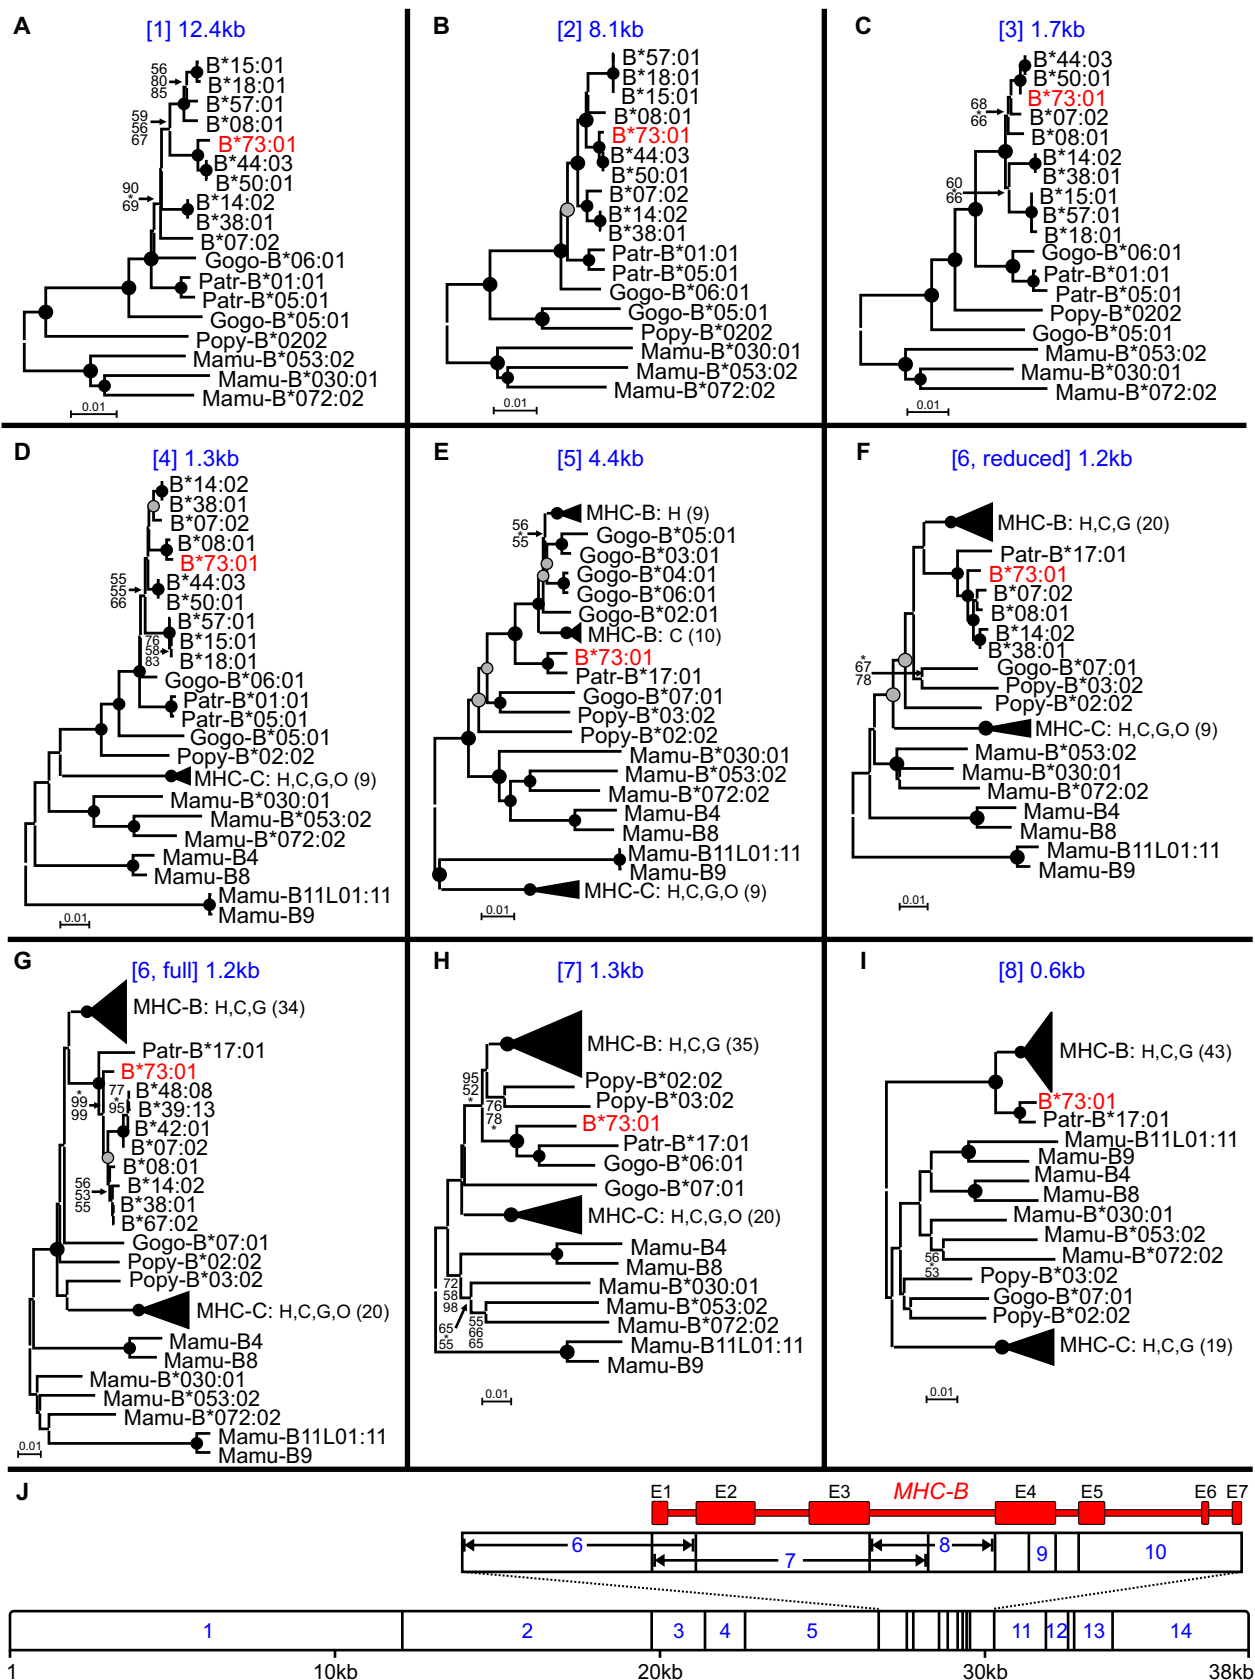 A
[1] 12.4kb
B*15:01
B*18:01
B*57:01
B*08:01
B*73:01
B*44:03
B*50:01
B*14:02
B*38:01
B*07:02
Gogo-B*06:01
Patr-B*01:01
Patr-B*05:01
Gogo-B*05:01
Popy-B*0202
Mamu-B*053:02
Mamu-B*030:01
Mamu-B*072:02
56
80
85
59
56
67
90
*
69
0.01
B
[2] 8.1kb
B*57:01
B*18:01
B*15:01
B*08:01
B*73:01
B*44:03
B*50:01
B*07:02
B*14:02
B*38:01
Patr-B*01:01
Patr-B*05:01
Gogo-B*06:01
Gogo-B*05:01
Popy-B*0202
Mamu-B*030:01
Mamu-B*053:02
Mamu-B*072:02
0.01
C
[3] 1.7kb
B*44:03
B*50:01
B*73:01
B*07:02
B*08:01
B*14:02
B*38:01
B*15:01
B*57:01
B*18:01
Gogo-B*06:01
Patr-B*01:01
Patr-B*05:01
Popy-B*0202
Gogo-B*05:01
Mamu-B*053:02
Mamu-B*030:01
Mamu-B*072:02
68
*
66
60
*
66
0.01
D
[4] 1.3kb
B*14:02
B*38:01
B*07:02
B*08:01
B*73:01
B*44:03
B*50:01
B*57:01
B*15:01
B*18:01
Gogo-B*06:01
Patr-B*01:01
Patr-B*05:01
Gogo-B*05:01
Popy-B*02:02
MHC-C: H,C,G,O (9)
Mamu-B*030:01
Mamu-B*053:02
Mamu-B*072:02
Mamu-B4
Mamu-B8
Mamu-B11L01:11
Mamu-B9
55
55
66
76
58
83
0.01
E
[5] 4.4kb
MHC-B: H (9)
Gogo-B*05:01
Gogo-B*03:01
Gogo-B*04:01
Gogo-B*06:01
Gogo-B*02:01
MHC-B: C (10)
B*73:01
Patr-B*17:01
Gogo-B*07:01
Popy-B*03:02
Popy-B*02:02
Mamu-B*030:01
Mamu-B*053:02
Mamu-B*072:02
Mamu-B4
Mamu-B8
Mamu-B11L01:11
Mamu-B9
MHC-C: H,C,G,O (9)
56
*
55
0.01
F
[6, reduced] 1.2kb
MHC-B: H,C,G (20)
Patr-B*17:01
B*73:01
B*07:02
B*08:01
B*14:02
B*38:01
Gogo-B*07:01
Popy-B*03:02
Popy-B*02:02
MHC-C: H,C,G,O (9)
Mamu-B*053:02
Mamu-B*030:01
Mamu-B*072:02
Mamu-B4
Mamu-B8
Mamu-B11L01:11
Mamu-B9
*
67
78
0.01
G
[6, full] 1.2kb
MHC-B: H,C,G (34)
Patr-B*17:01
B*73:01
B*48:08
B*39:13
B*42:01
B*07:02
B*08:01
B*14:02
B*38:01
B*67:02
Gogo-B*07:01
Popy-B*02:02
Popy-B*03:02
MHC-C: H,C,G,O (20)
Mamu-B4
Mamu-B8
Mamu-B*030:01
Mamu-B*053:02
Mamu-B*072:02
Mamu-B11L01:11
Mamu-B9
*
99
99
77
*
95
56
53
55
0.01
H
[7] 1.3kb
MHC-B: H,C,G (35)
Popy-B*02:02
Popy-B*03:02
B*73:01
Patr-B*17:01
Gogo-B*06:01
Gogo-B*07:01
MHC-C: H,C,G,O (20)
Mamu-B4
Mamu-B8
Mamu-B*030:01
Mamu-B*053:02
Mamu-B*072:02
Mamu-B11L01:11
Mamu-B9
95
52
*
76
78
*
72
58
98
65
*
55
55
66
65
0.01
I
[8] 0.6kb
MHC-B: H,C,G (43)
B*73:01
Patr-B*17:01
Mamu-B11L01:11
Mamu-B9
Mamu-B4
Mamu-B8
Mamu-B*030:01
Mamu-B*053:02
Mamu-B*072:02
Popy-B*03:02
Gogo-B*07:01
Popy-B*02:02
MHC-C: H,C,G (19)
56
*
53
0.01
J
E1 E2 E3 MHC-B E4 E5 E6 E7
6 7 8 9 10
1 2 3 4 5 11 12 13 14
1 10kb 20kb 30kb 38kb